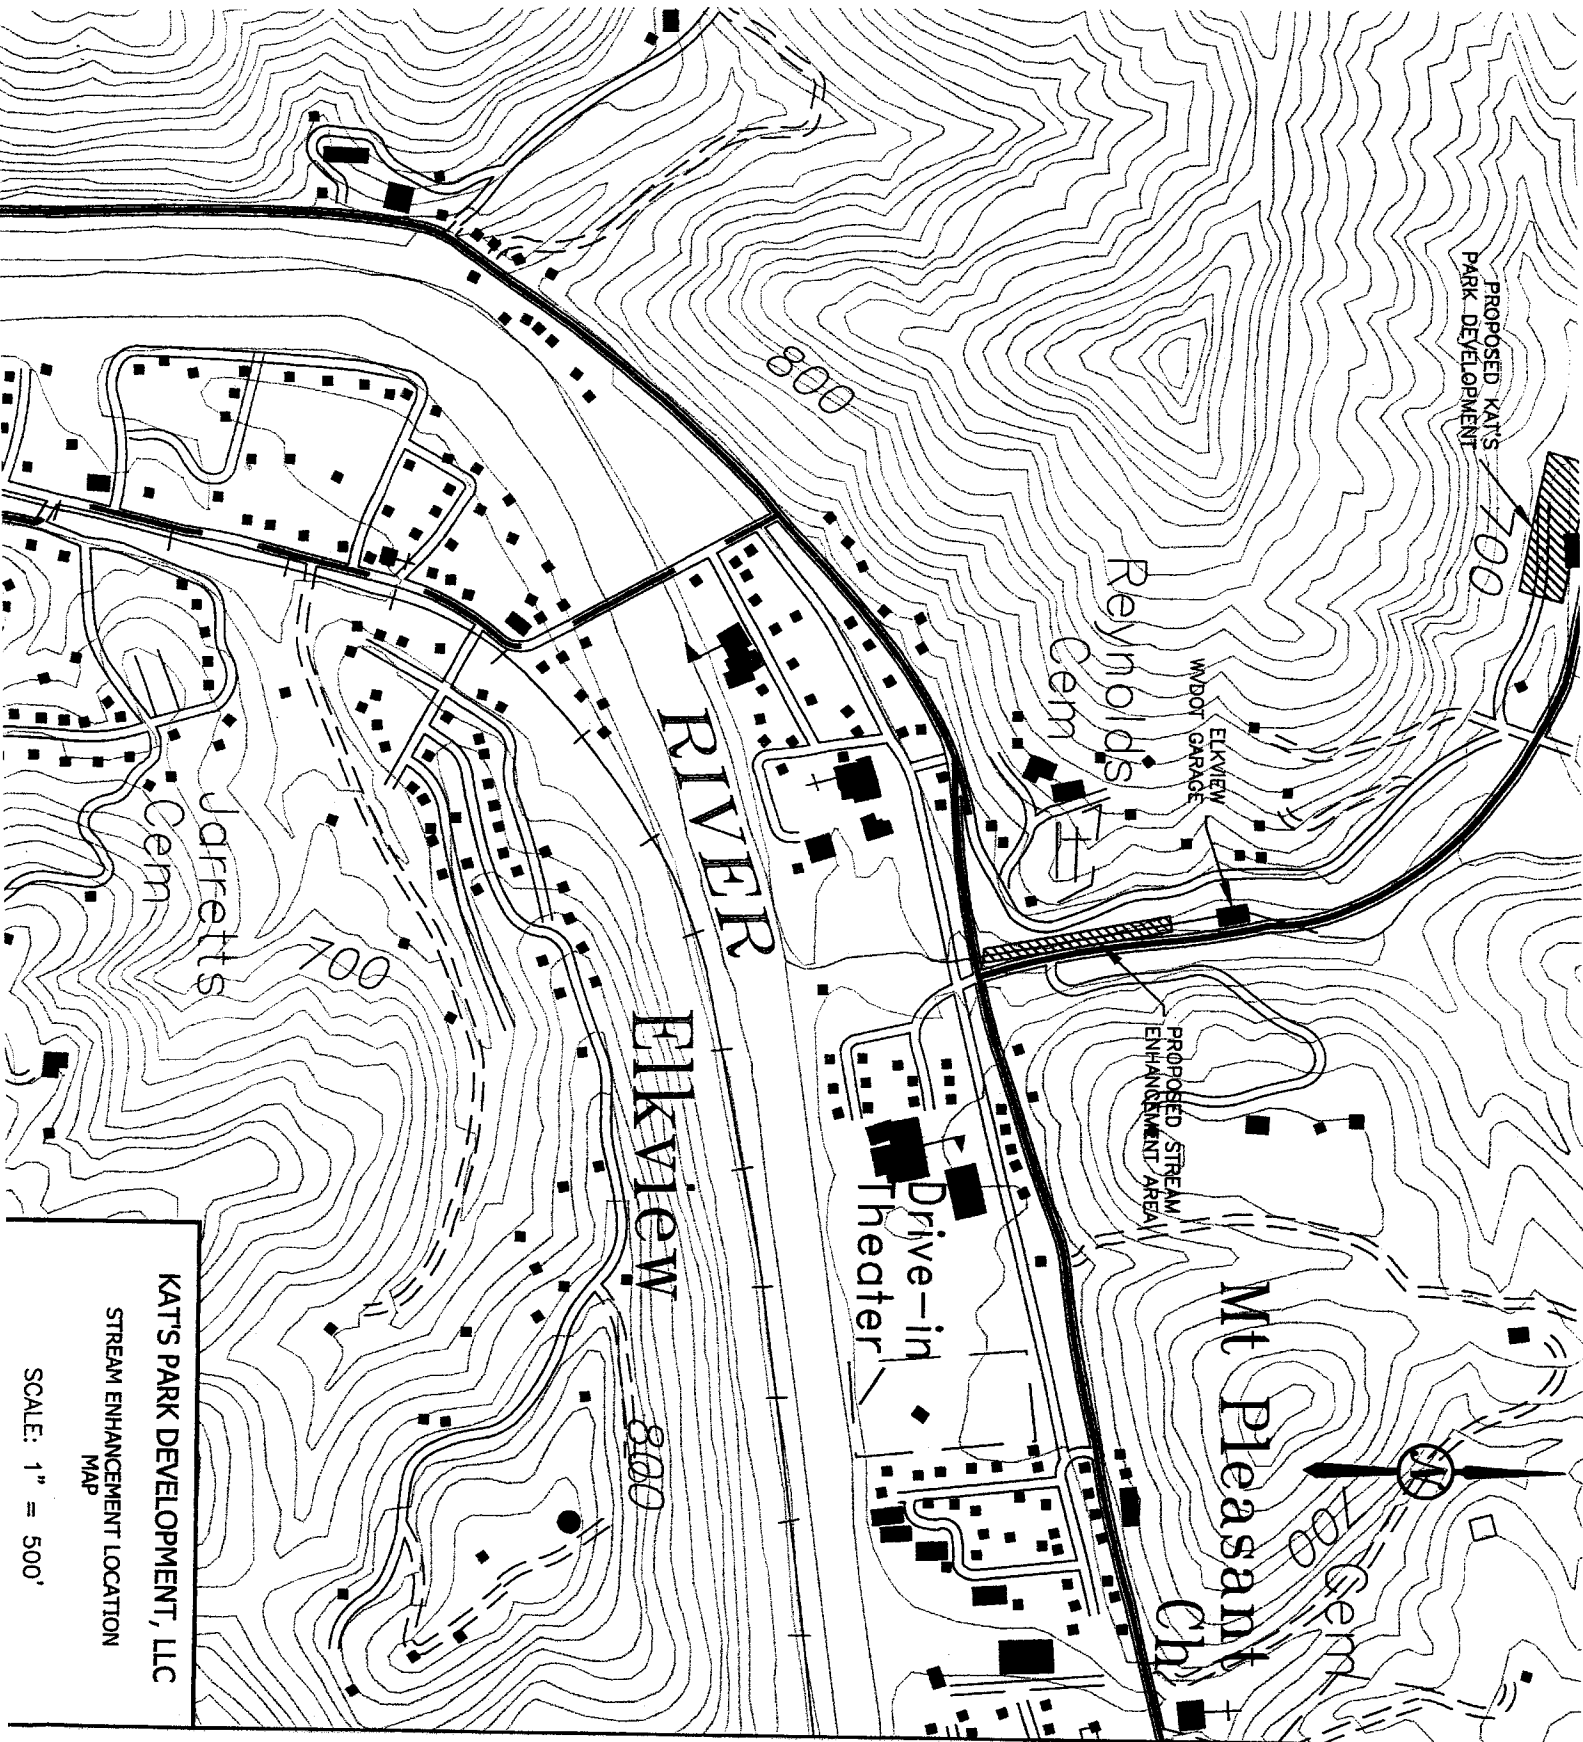 PROPOSED KAT'S
PARK DEVELOPMENT
700
800
Reynolds
Cem
ELKVIEW
WVDOT GARAGE
PROPOSED STREAM
ENHANCEMENT AREA
Mt Pleasant
Ch
700
Cem
N
RIVER
Elkview
Drive-in
Theater
Jarretts
Cem
700
800
KAT'S PARK DEVELOPMENT, LLC
STREAM ENHANCEMENT LOCATION
MAP
SCALE: 1" = 500'